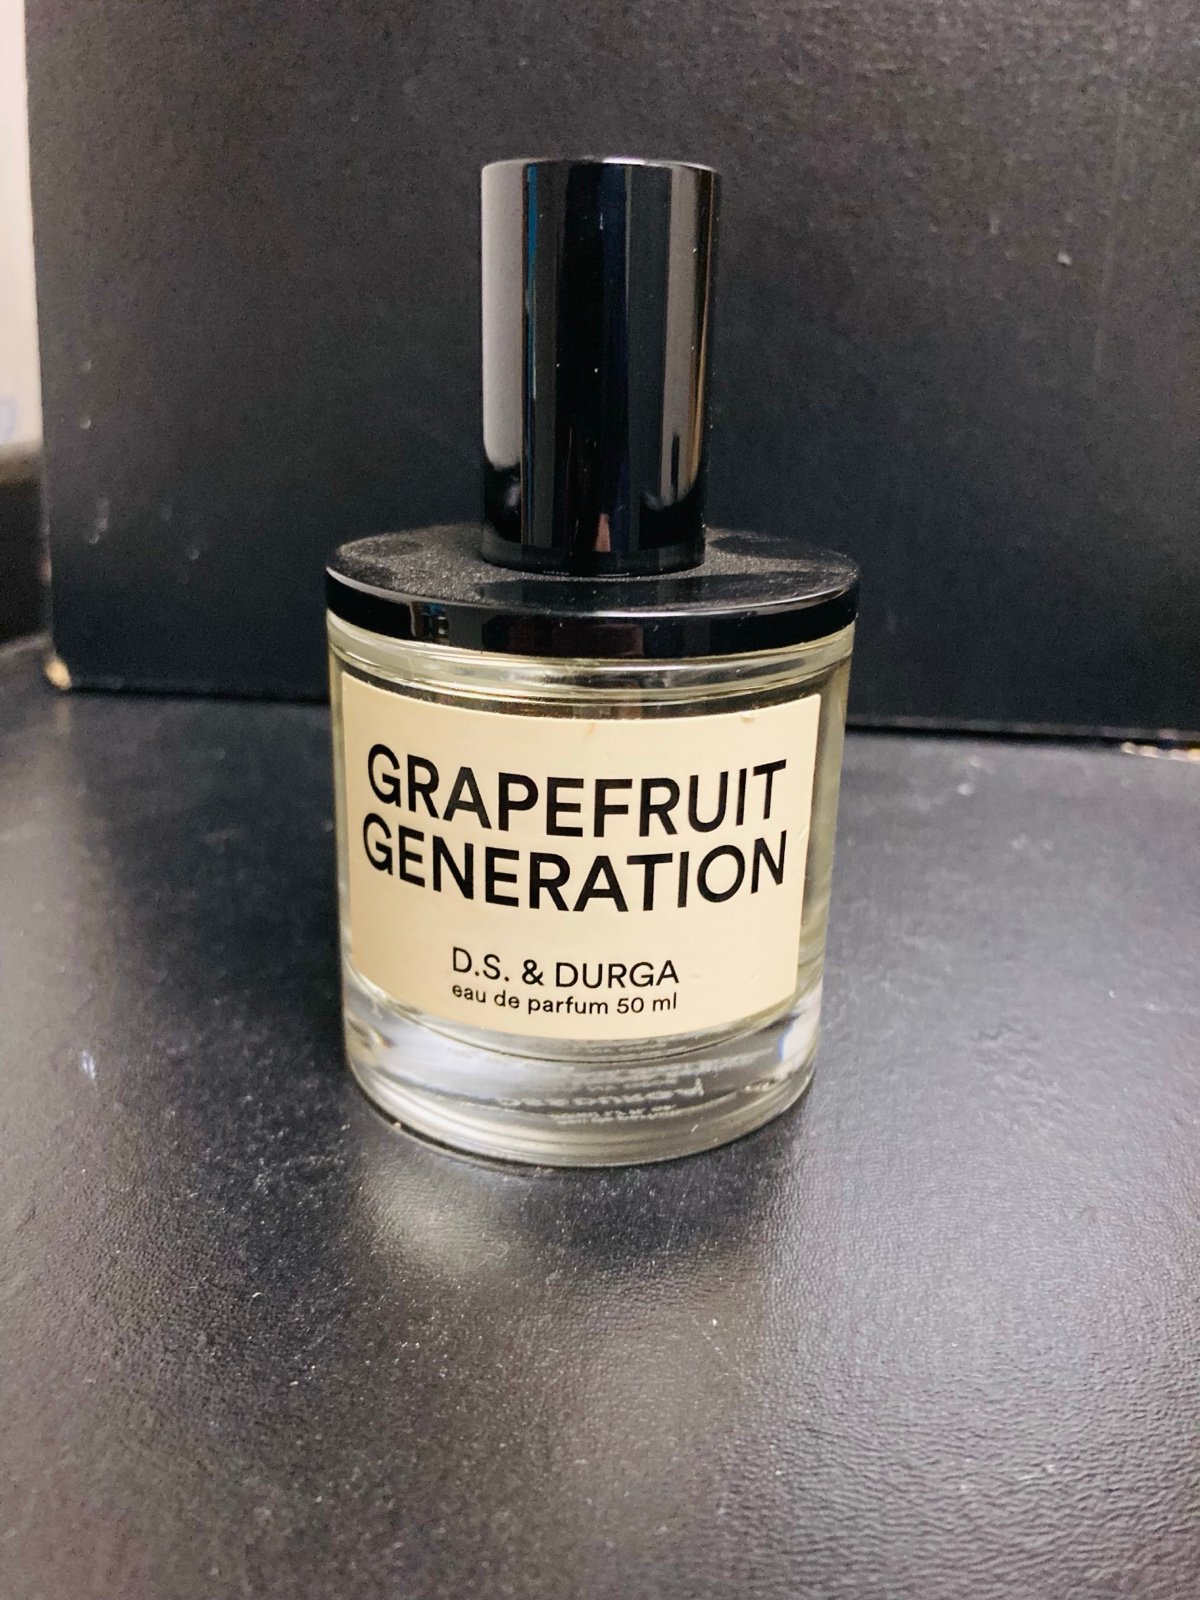 GRAPEFRUIT
GENERATION
D.S. & DURGA
eau de parfum 50 ml